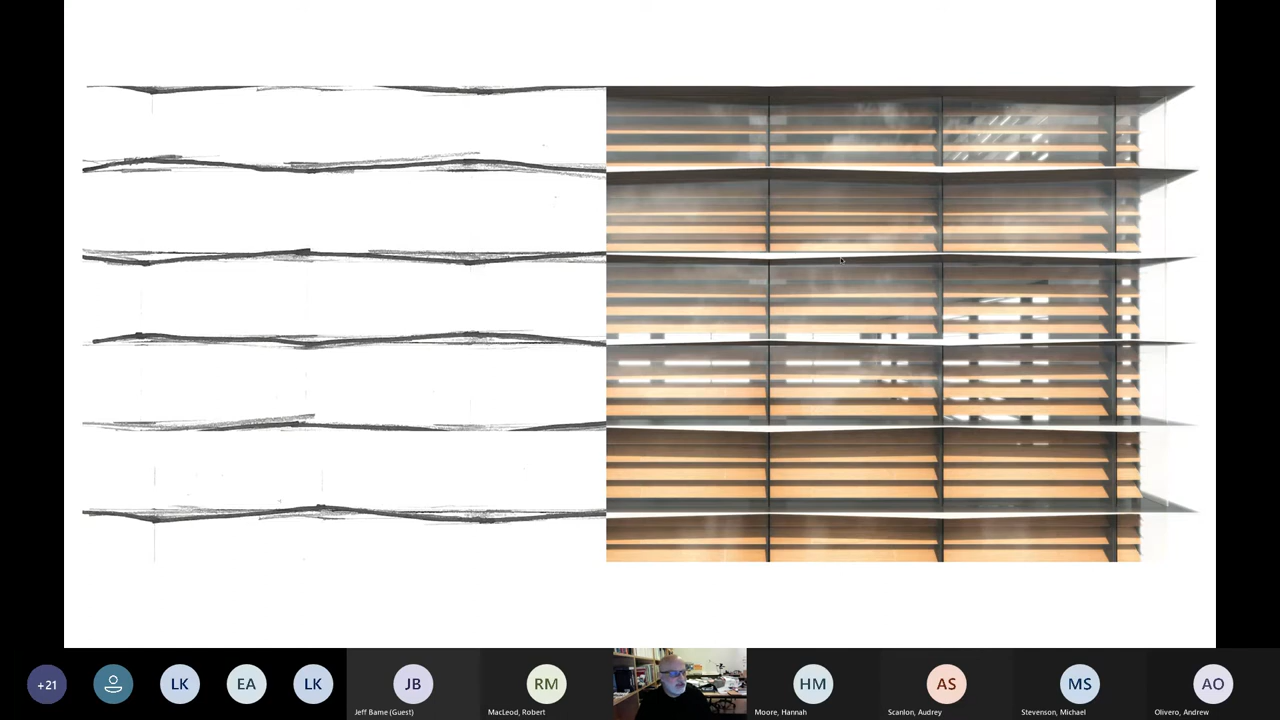 +21
LK
EA
LK
JB
RM
HM
AS
MS
AO
Jeff Bame (Guest)
MacLeod, Robert
Moore, Hannah
Scanlon, Audrey
Stevenson, Michael
Olivero, Andrew